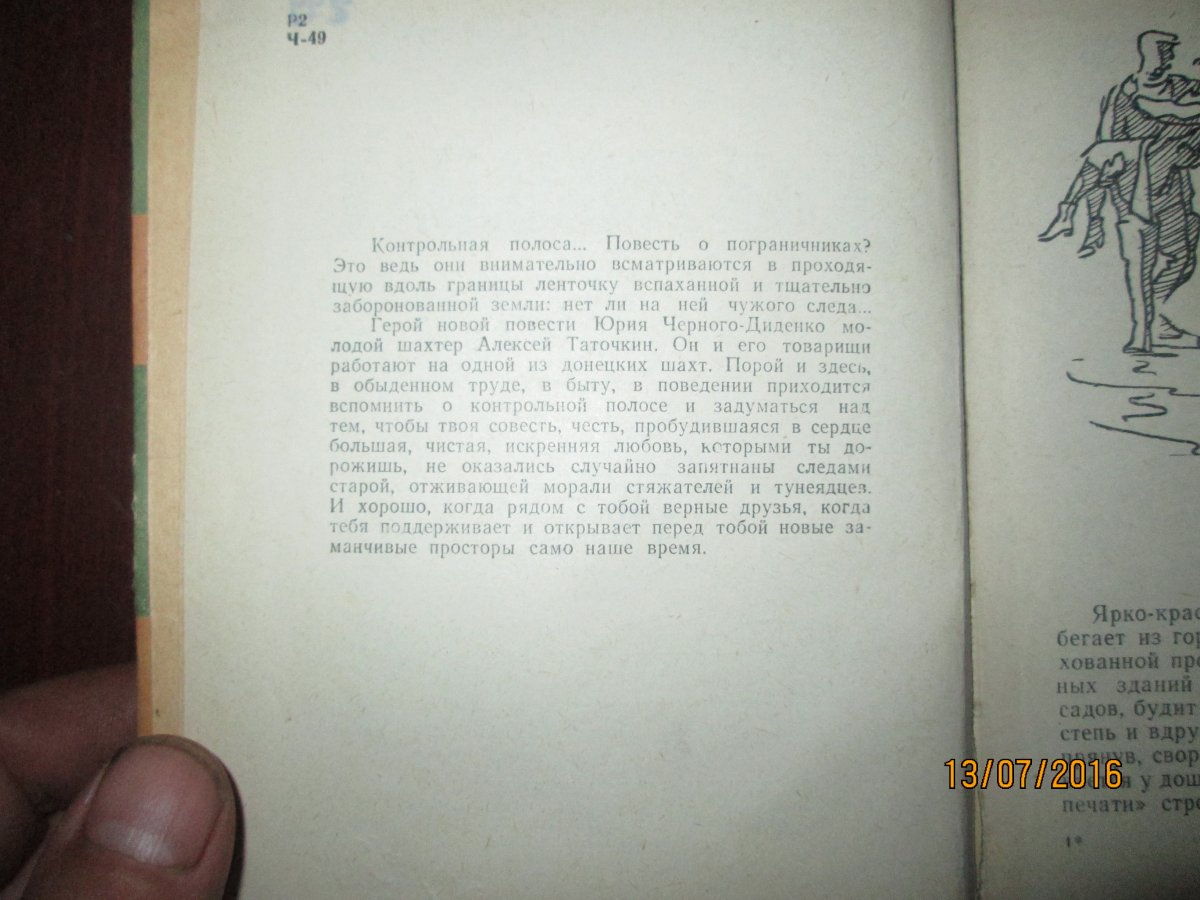 Р2
Ч-49
Контрольная полоса... Повесть о пограничниках?
Это ведь они внимательно всматриваются в проходя-
щую вдоль границы ленточку вспаханной и тщательно
заборонованной земли: нет ли на ней чужого следа...
Герой новой повести Юрия Черного-Диденко мо-
лодой шахтер Алексей Таточкин. Он и его товарищи
работают на одной из донецких шахт. Порой и здесь,
в обыденном труде, в быту, в поведении приходится
вспомнить о контрольной полосе и задуматься над
тем, чтобы твоя совесть, честь, пробудившаяся в сердце
большая, чистая, искренняя любовь, которыми ты до-
рожишь, не оказались случайно запятнаны следами
старой, отживающей морали стяжателей и тунеядцев.
И хорошо, когда рядом с тобой верные друзья, когда
тебя поддерживает и открывает перед тобой новые за-
манчивые просторы само наше время.
Ярко-крас
бегает из гор
хованной пре
ных зданий
садов, будит
степь и вдру
прянув, свор
у дош
печати» стро
1*
13/07/2016